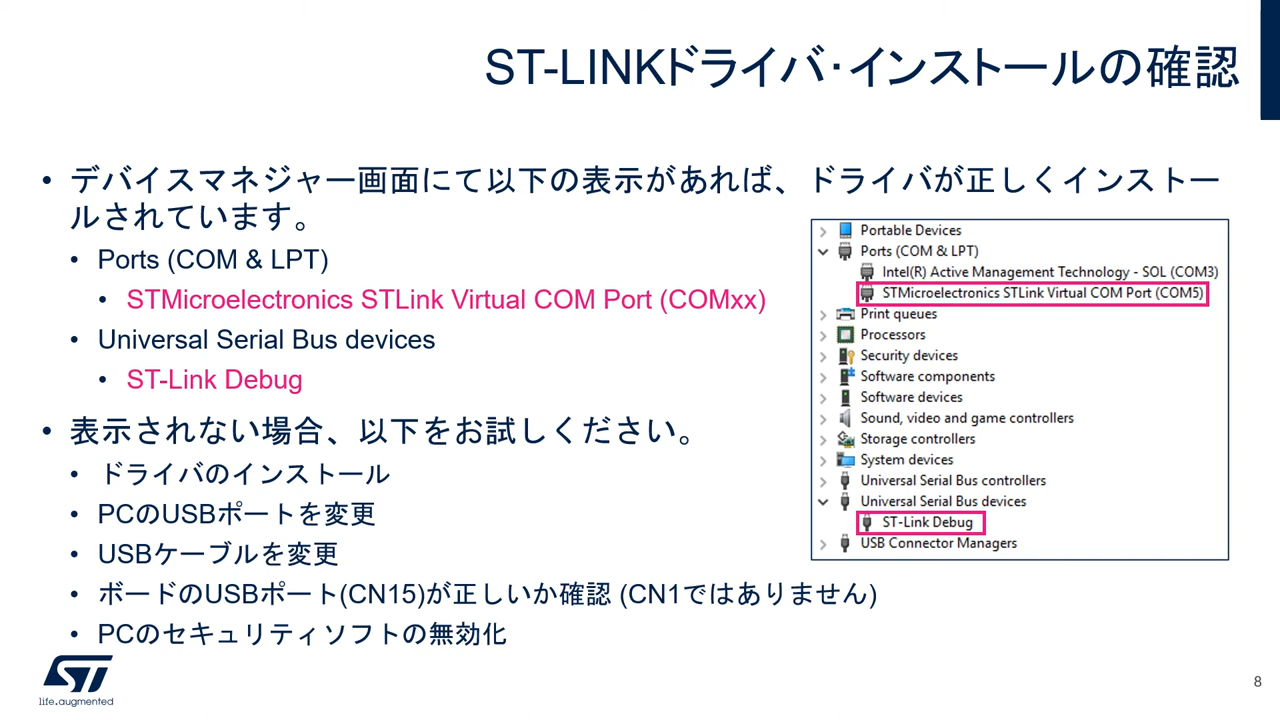 ST-LINKドライバ･インストールの確認
• デバイスマネジャー画面にて以下の表示があれば、ドライバが正しくインストー
ルされています。
• Ports (COM & LPT)
• STMicroelectronics STLink Virtual COM Port (COMxx)
• Universal Serial Bus devices
• ST-Link Debug
• 表示されない場合、以下をお試しください。
• ドライバのインストール
• PCのUSBポートを変更
• USBケーブルを変更
• ボードのUSBポート(CN15)が正しいか確認 (CN1ではありません)
• PCのセキュリティソフトの無効化
Portable Devices
Ports (COM & LPT)
Intel(R) Active Management Technology - SOL (COM3)
STMicroelectronics STLink Virtual COM Port (COM5)
Print queues
Processors
Security devices
Software components
Software devices
Sound, video and game controllers
Storage controllers
System devices
Universal Serial Bus controllers
Universal Serial Bus devices
ST-Link Debug
USB Connector Managers
ST
life.augmented
8